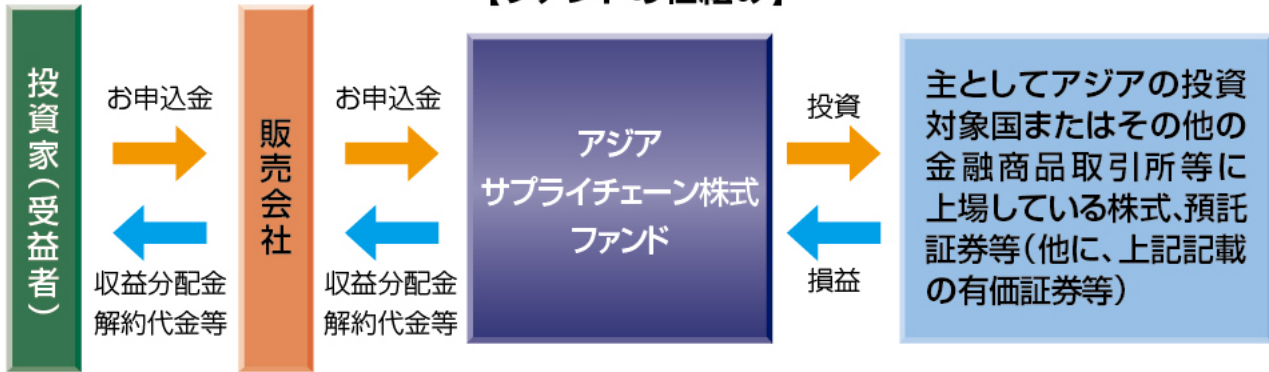 投資家(受益者)
お申込金
収益分配金
解約代金等
販売会社
お申込金
収益分配金
解約代金等
アジア
サプライチェーン株式
ファンド
投資
損益
主としてアジアの投資
対象国またはその他の
金融商品取引所等に
上場している株式、預託
証券等(他に、上記記載
の有価証券等)